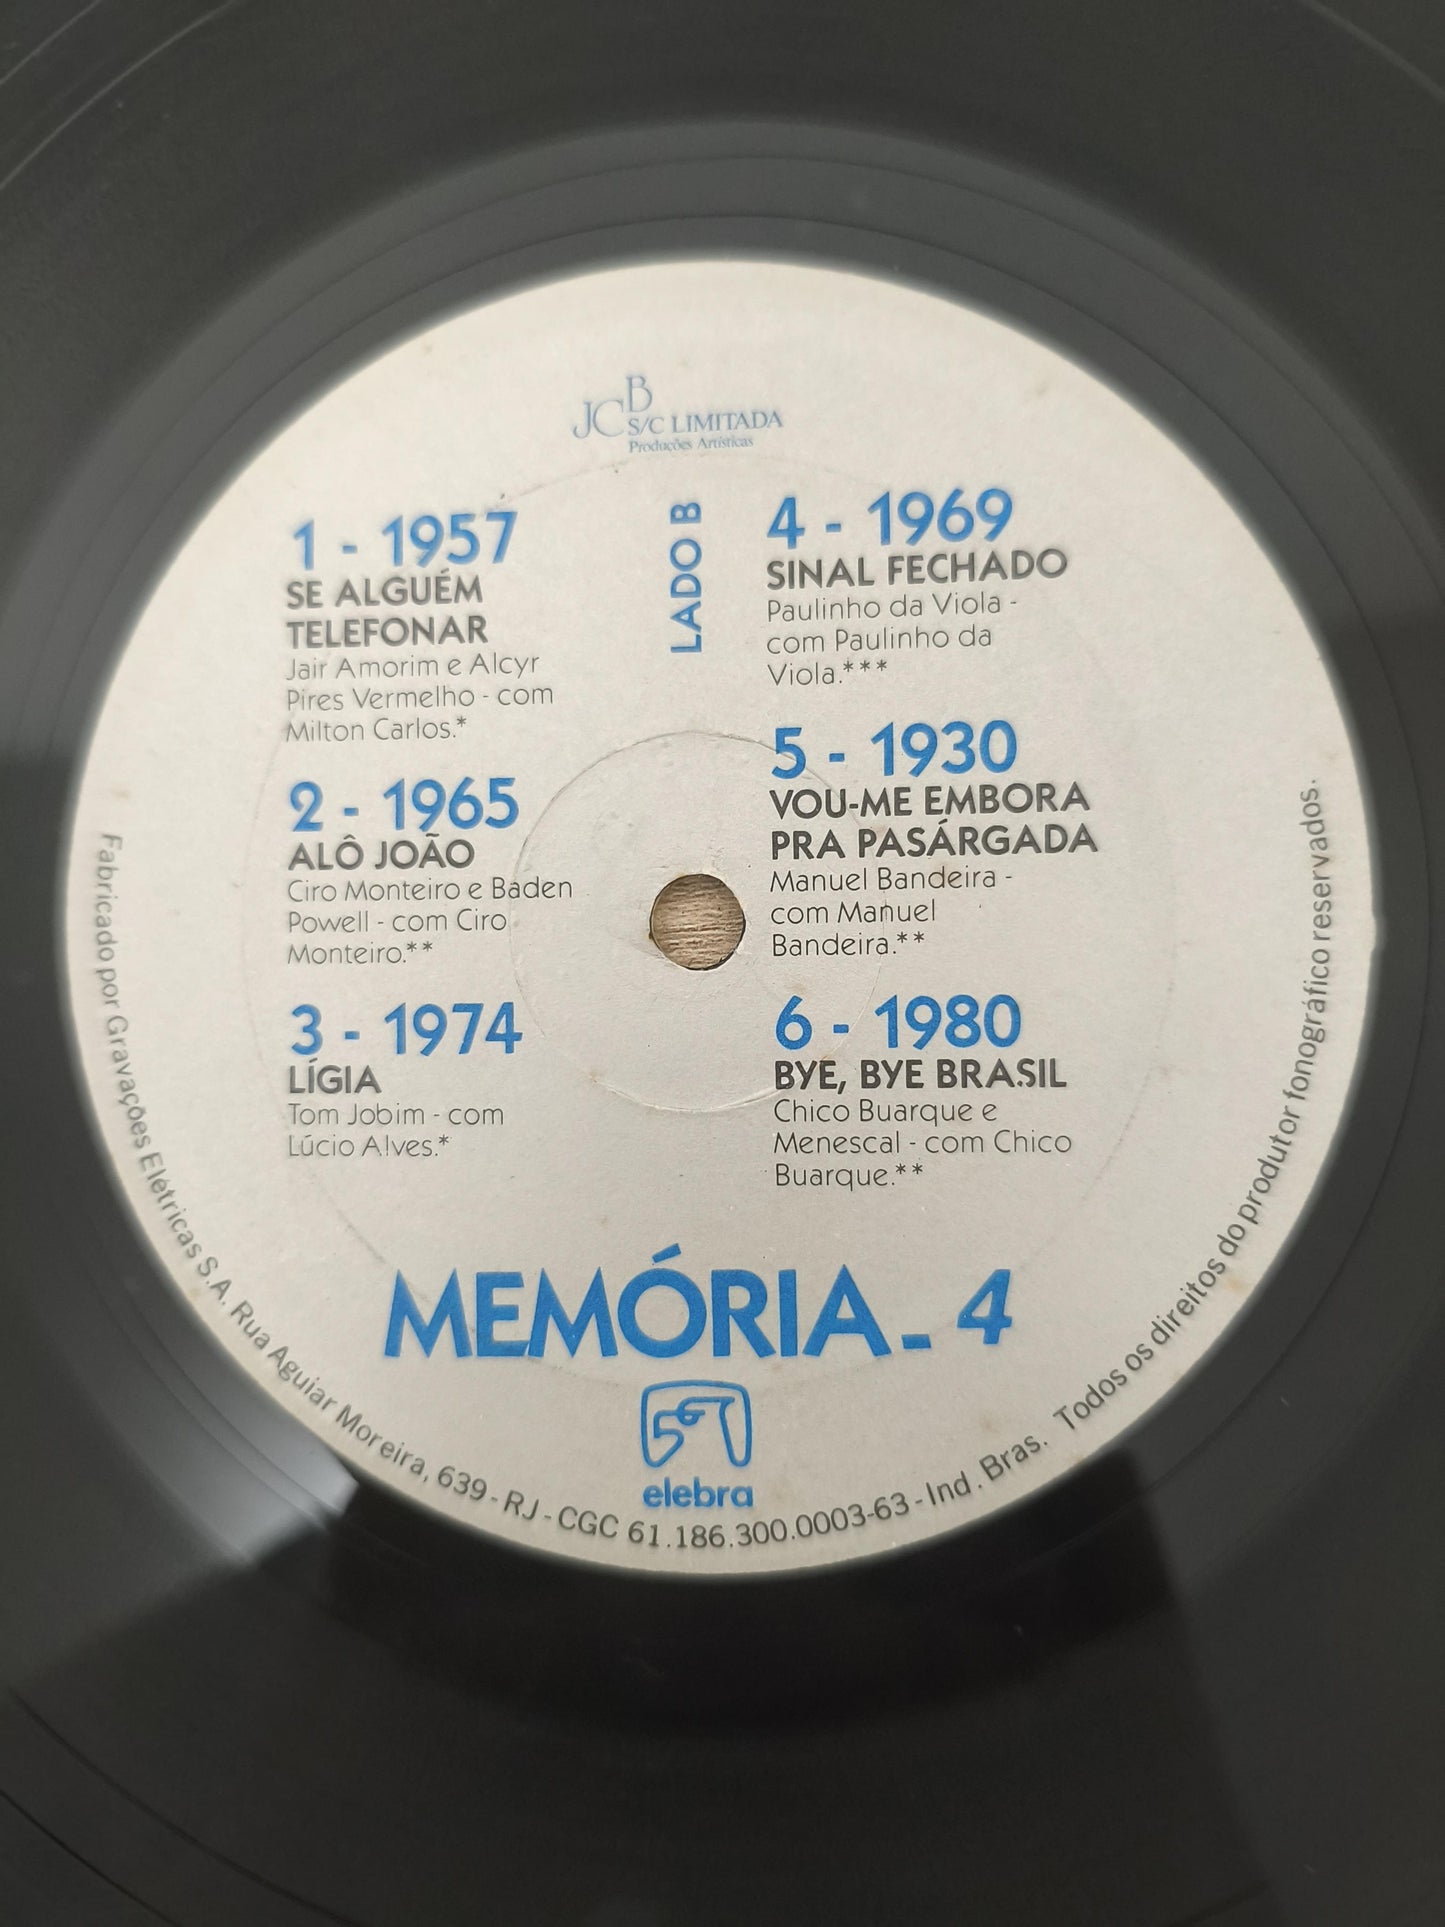 JCB
S/C LIMITADA
Produções Artísticas
LADO B
1 - 1957
SE ALGUÉM
TELEFONAR
Jair Amorim e Alcyr
Pires Vermelho - com
Milton Carlos.*
2 - 1965
ALÔ JOÃO
Ciro Monteiro e Baden
Powell - com Ciro
Monteiro.**
3 - 1974
LÍGIA
Tom Jobim - com
Lúcio Alves.*
4 - 1969
SINAL FECHADO
Paulinho da Viola -
com Paulinho da
Viola.***
5 - 1930
VOU-ME EMBORA
PRA PASÁRGADA
Manuel Bandeira -
com Manuel
Bandeira.**
6 - 1980
BYE, BYE BRASIL
Chico Buarque e
Menescal - com Chico
Buarque.**
MEMÓRIA - 4
elebra
Fabricado por Gravações Elétricas S.A. Rua Aguiar Moreira, 639 - RJ - CGC 61.186.300.0003-63 - Ind. Bras. Todos os direitos do produtor fonográfico reservados.